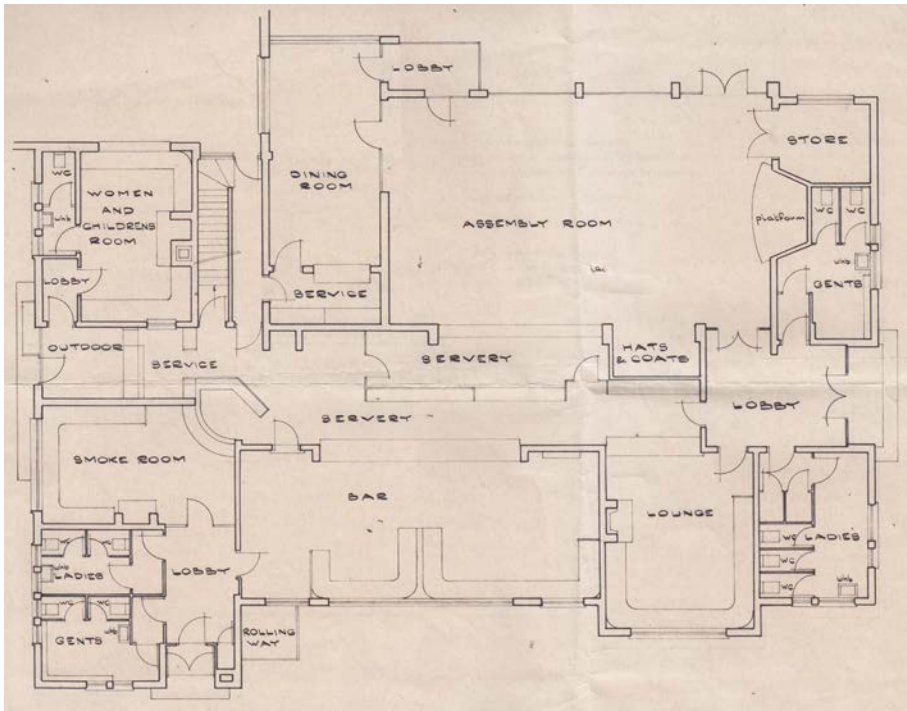 LOBBY
STORE
WC
WOMEN
AND
CHILDRENS
ROOM
whb
DINING
ROOM
ASSEMBLY ROOM
platform
WC
WC
whb
GENTS
LOBBY
SERVICE
OUTDOOR
SERVICE
SERVERY
HATS
& COATS
LOBBY
SERVERY
SMOKE ROOM
BAR
LOUNGE
LADIES
WC
WC
WC
whb
WC
WC
whb
LADIES
LOBBY
WC
WC
whb
GENTS
ROLLING
WAY